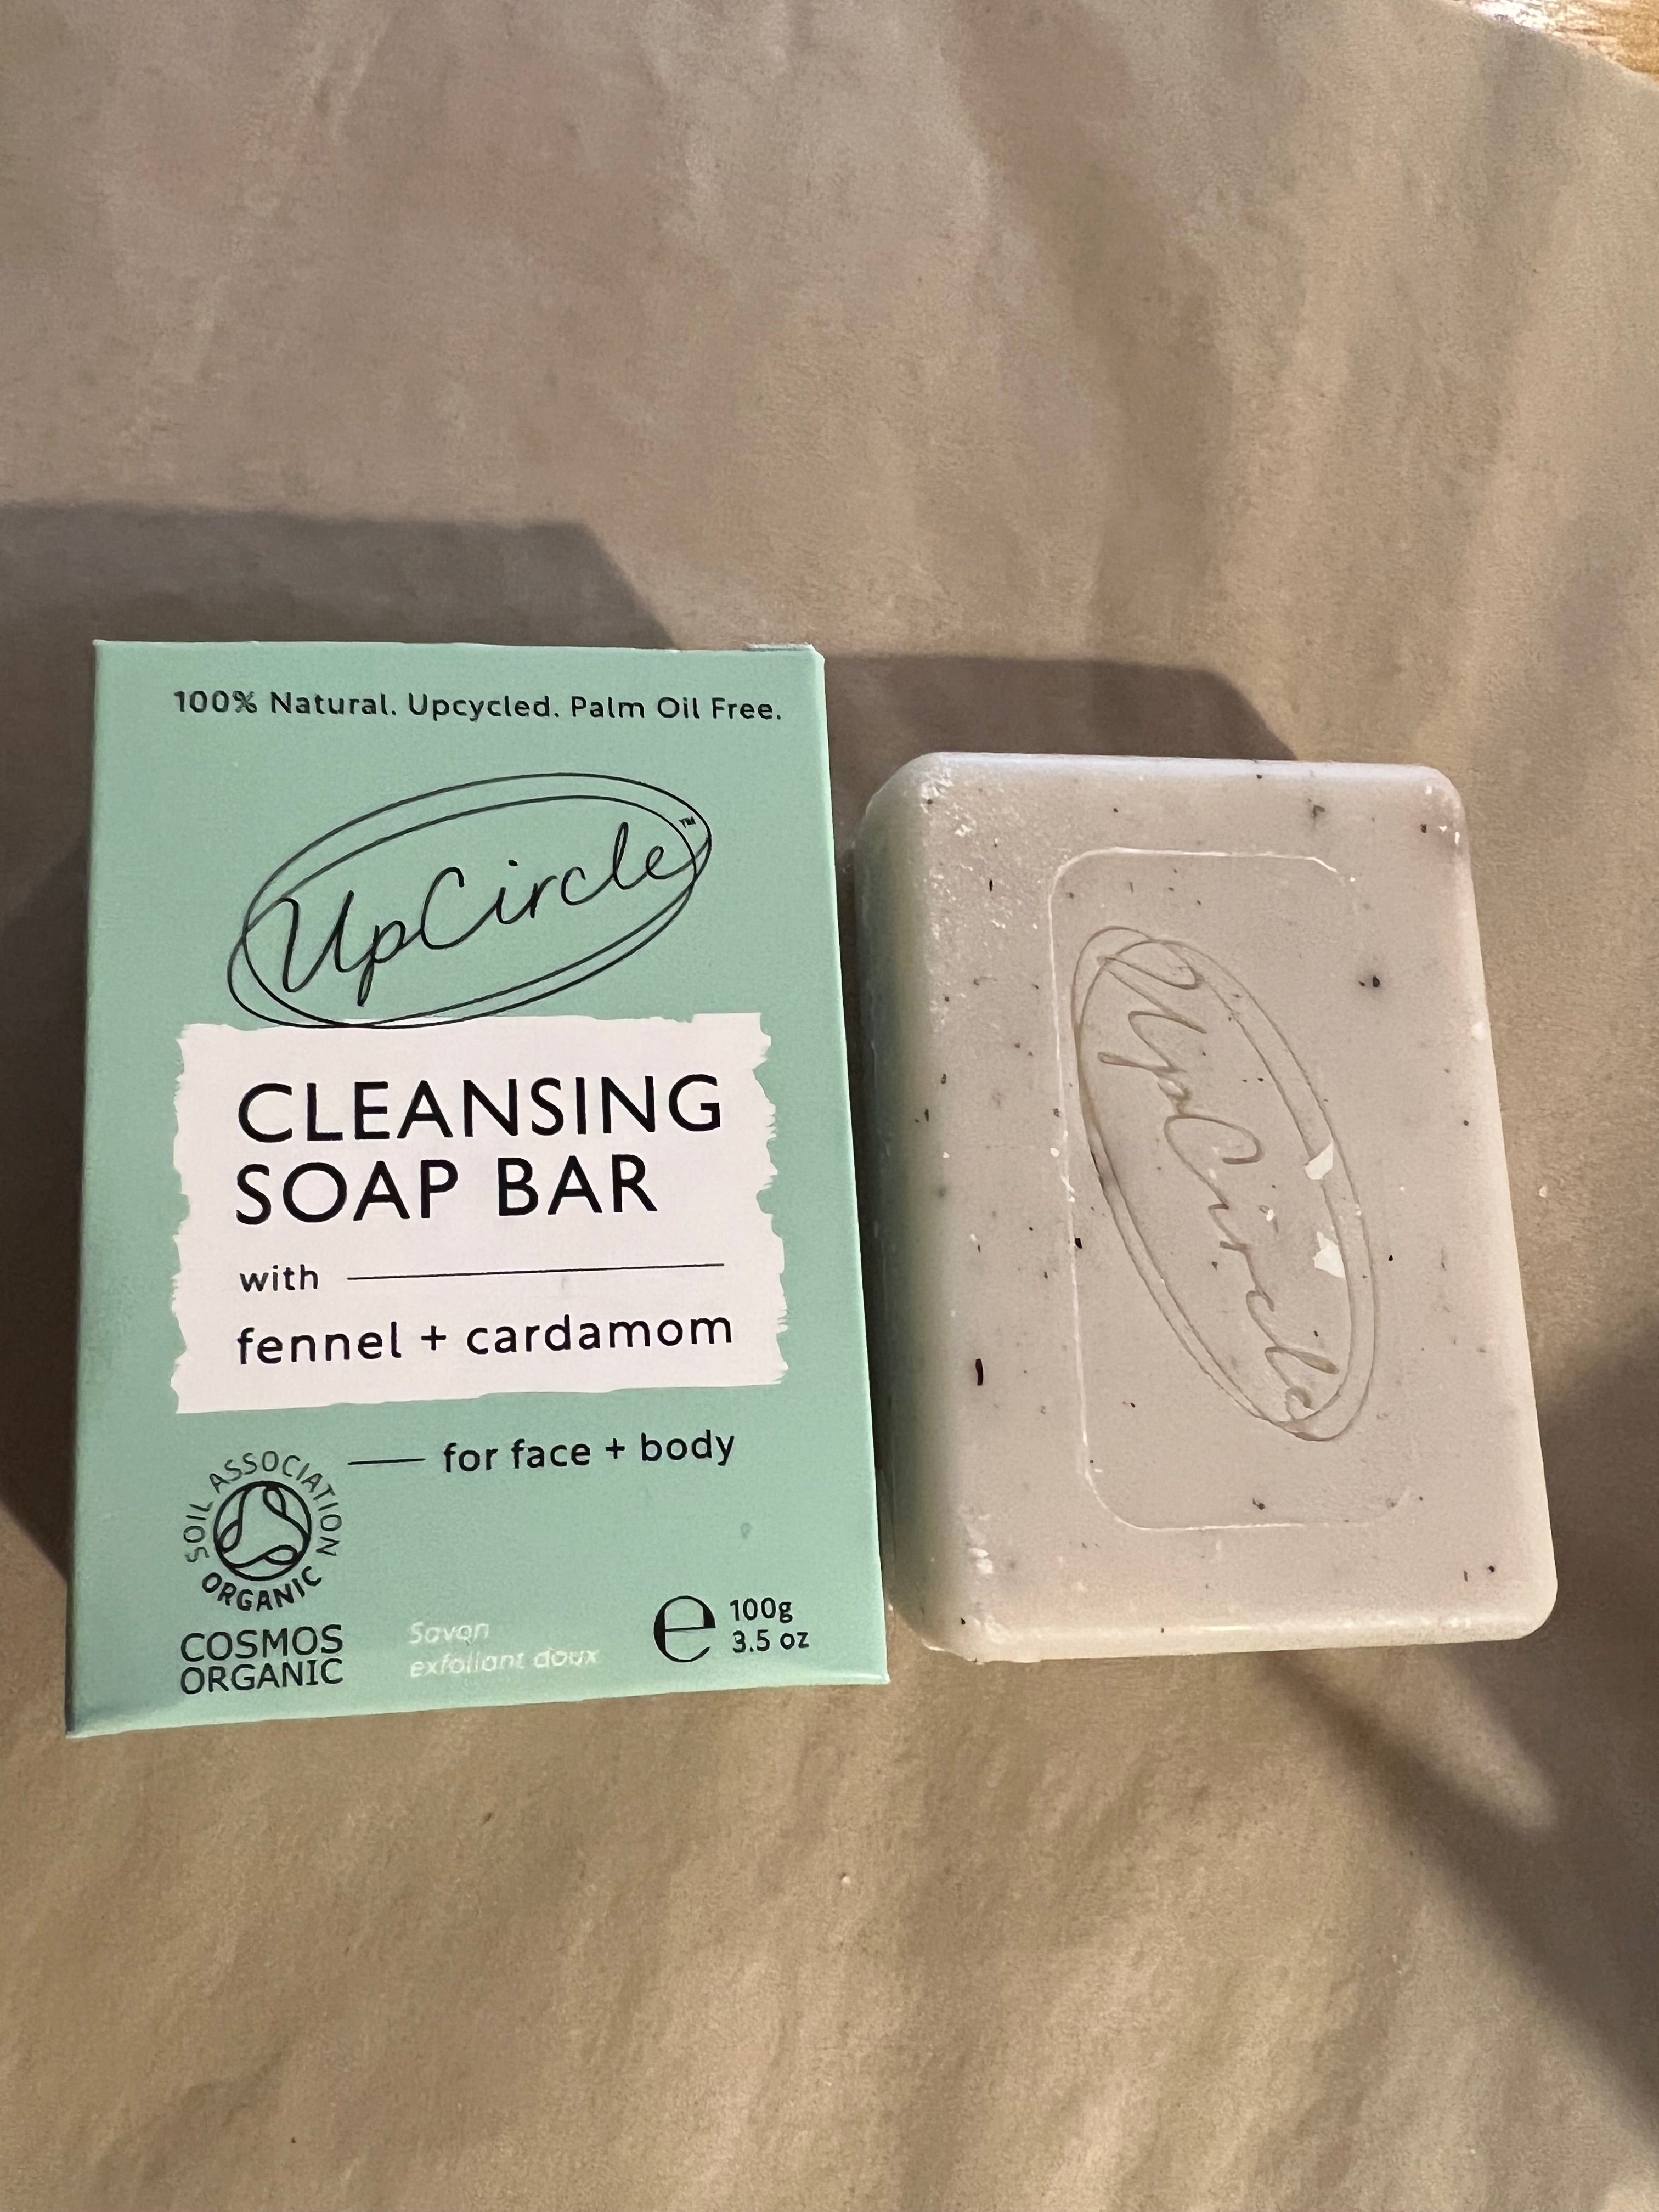 100% Natural. Upcycled. Palm Oil Free.
UpCircle™
CLEANSING
SOAP BAR
with
fennel + cardamom
for face + body
SOIL ASSOCIATION
ORGANIC
COSMOS
ORGANIC
Savon
exfoliant doux
e 100g
3.5 oz
UpCircle